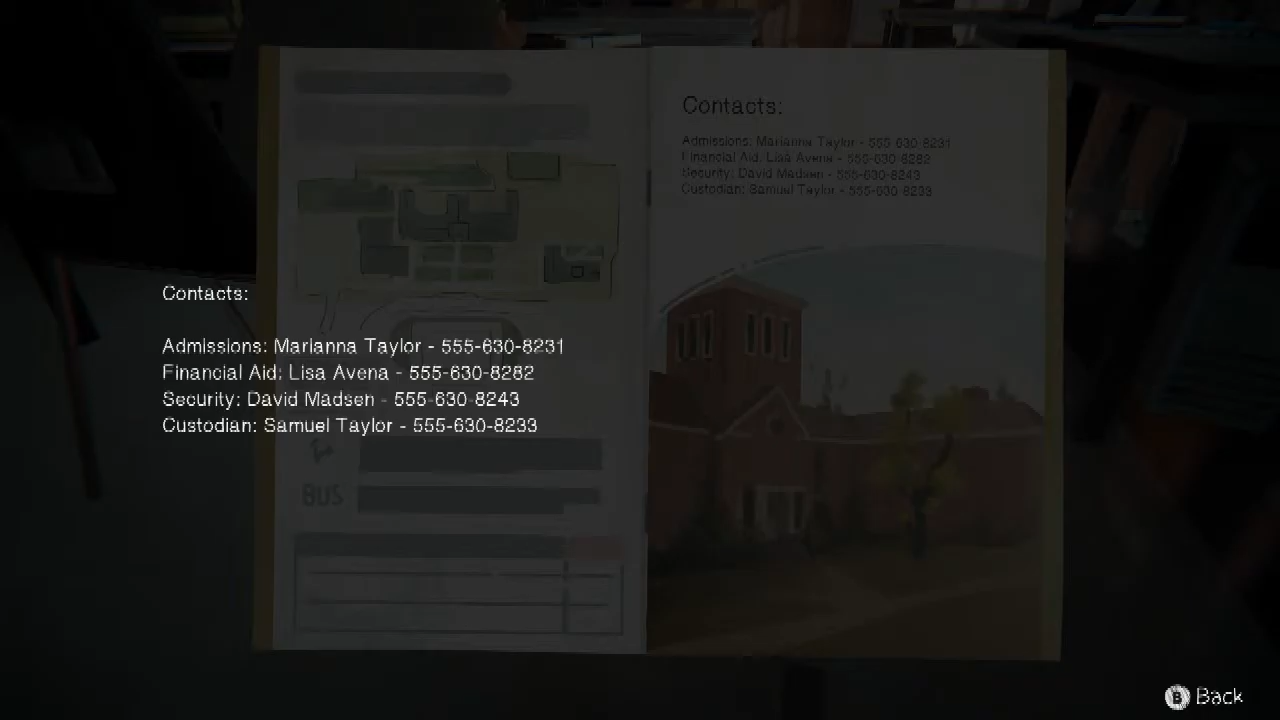 Contacts:
Admissions: Marianna Taylor - 555-630-8231
Financial Aid: Lisa Avena - 555-630-8282
Security: David Madsen - 555-630-8243
Custodian: Samuel Taylor - 555-630-8233
Contacts:
Admissions: Marianna Taylor - 555-630-8231
Financial Aid: Lisa Avena - 555-630-8282
Security: David Madsen - 555-630-8243
Custodian: Samuel Taylor - 555-630-8233
BUS
B Back